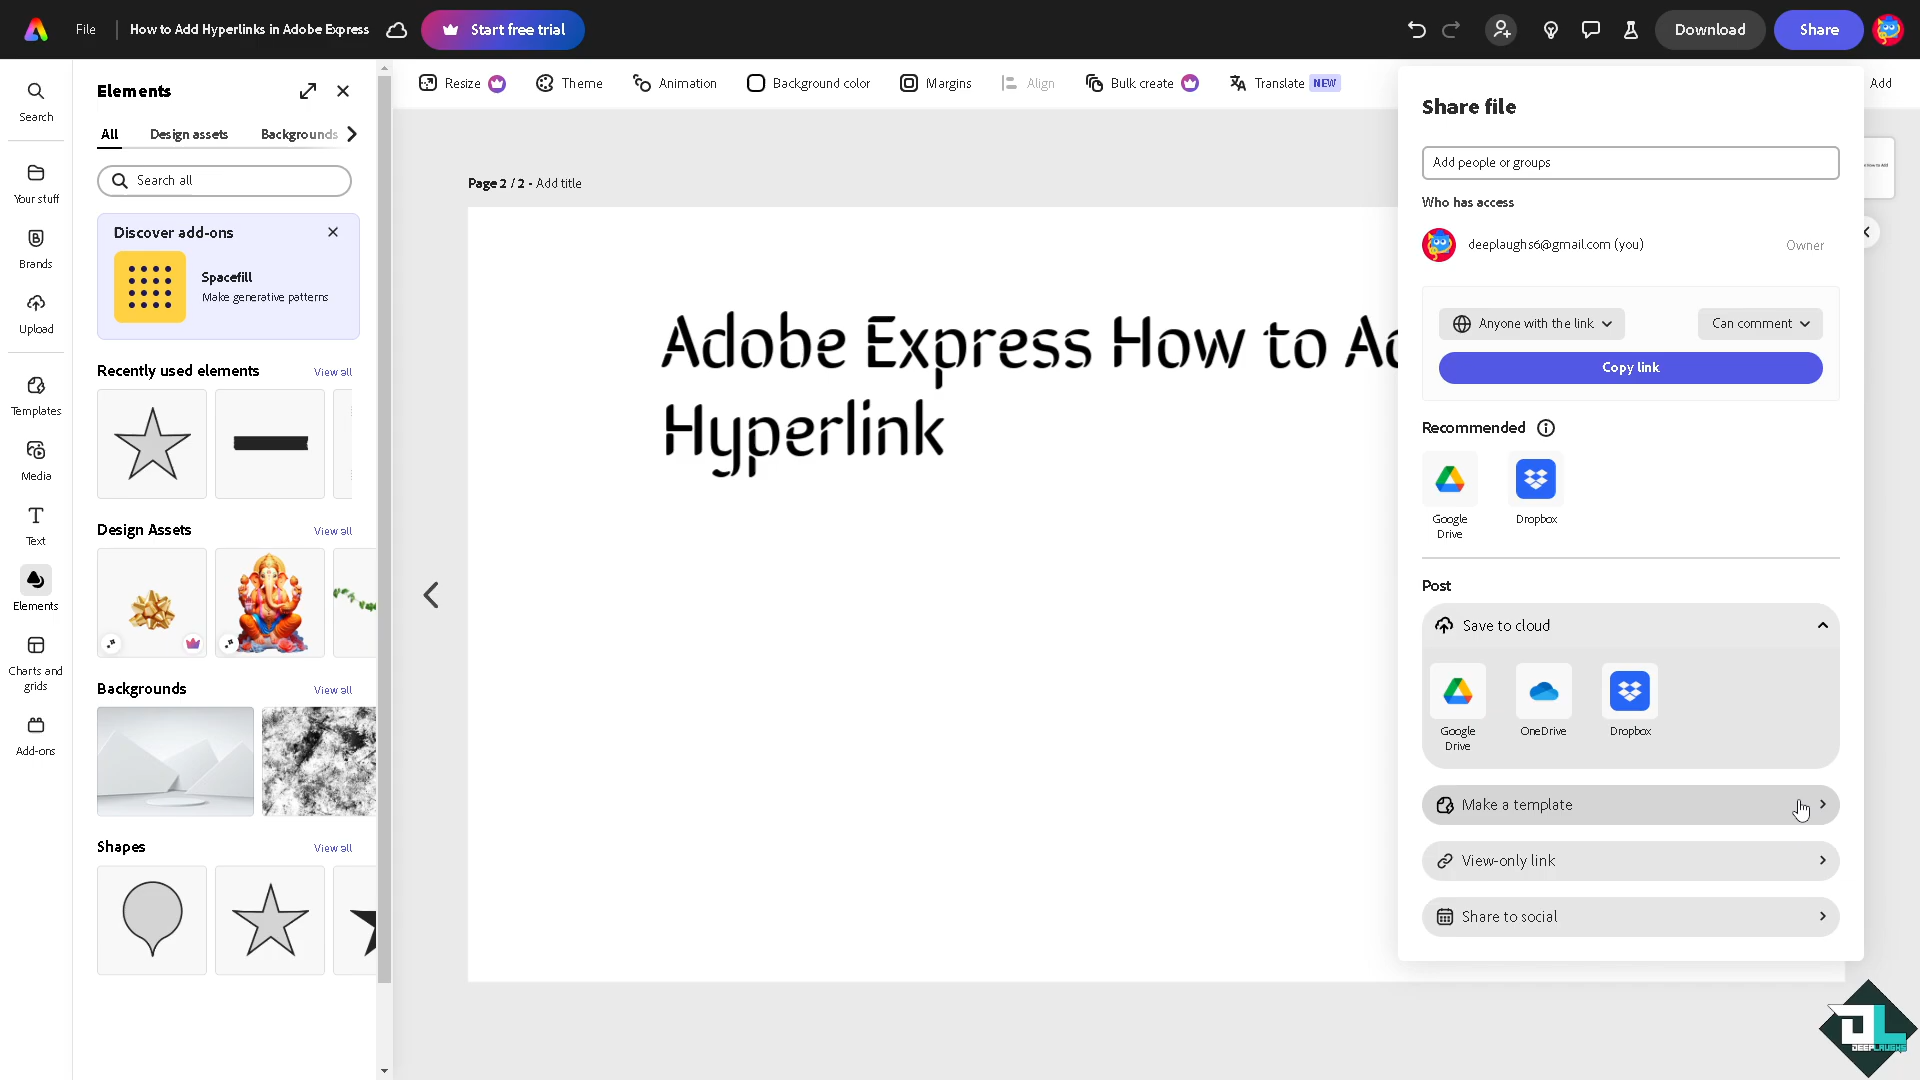 File
How to Add Hyperlinks in Adobe Express
Start free trial
Download
Share
Search
Your stuff
Brands
Upload
Templates
Media
Text
Elements
Charts and
grids
Add-ons
Elements
All
Design assets
Backgrounds
Search all
Discover add-ons
Spacefill
Make generative patterns
Recently used elements
View all
Design Assets
View all
Backgrounds
View all
Shapes
View all
Resize
Theme
Animation
Background color
Margins
Align
Bulk create
Translate NEW
Add
Page 2 / 2 - Add title
Adobe Express How to Ad
Hyperlink
Share file
Add people or groups
Who has access
deeplaughs6@gmail.com (you)
Owner
Anyone with the link
Can comment
Copy link
Recommended
Google
Drive
Dropbox
Post
Save to cloud
Google
Drive
OneDrive
Dropbox
Make a template
View-only link
Share to social
DEEPLAUGHS